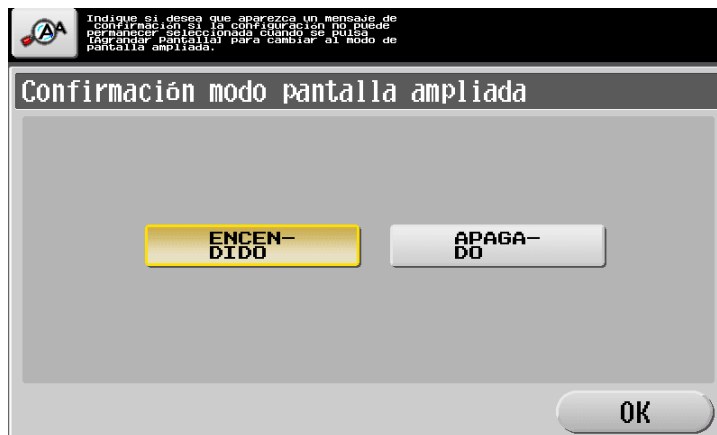 Indique si desea que aparezca un mensaje de
confirmación si la configuración no puede
permanecer seleccionada cuando se pulsa
[Agrandar Pantalla] para cambiar al modo de
pantalla ampliada.
Confirmación modo pantalla ampliada
ENCEN-
DIDO
APAGA-
DO
OK